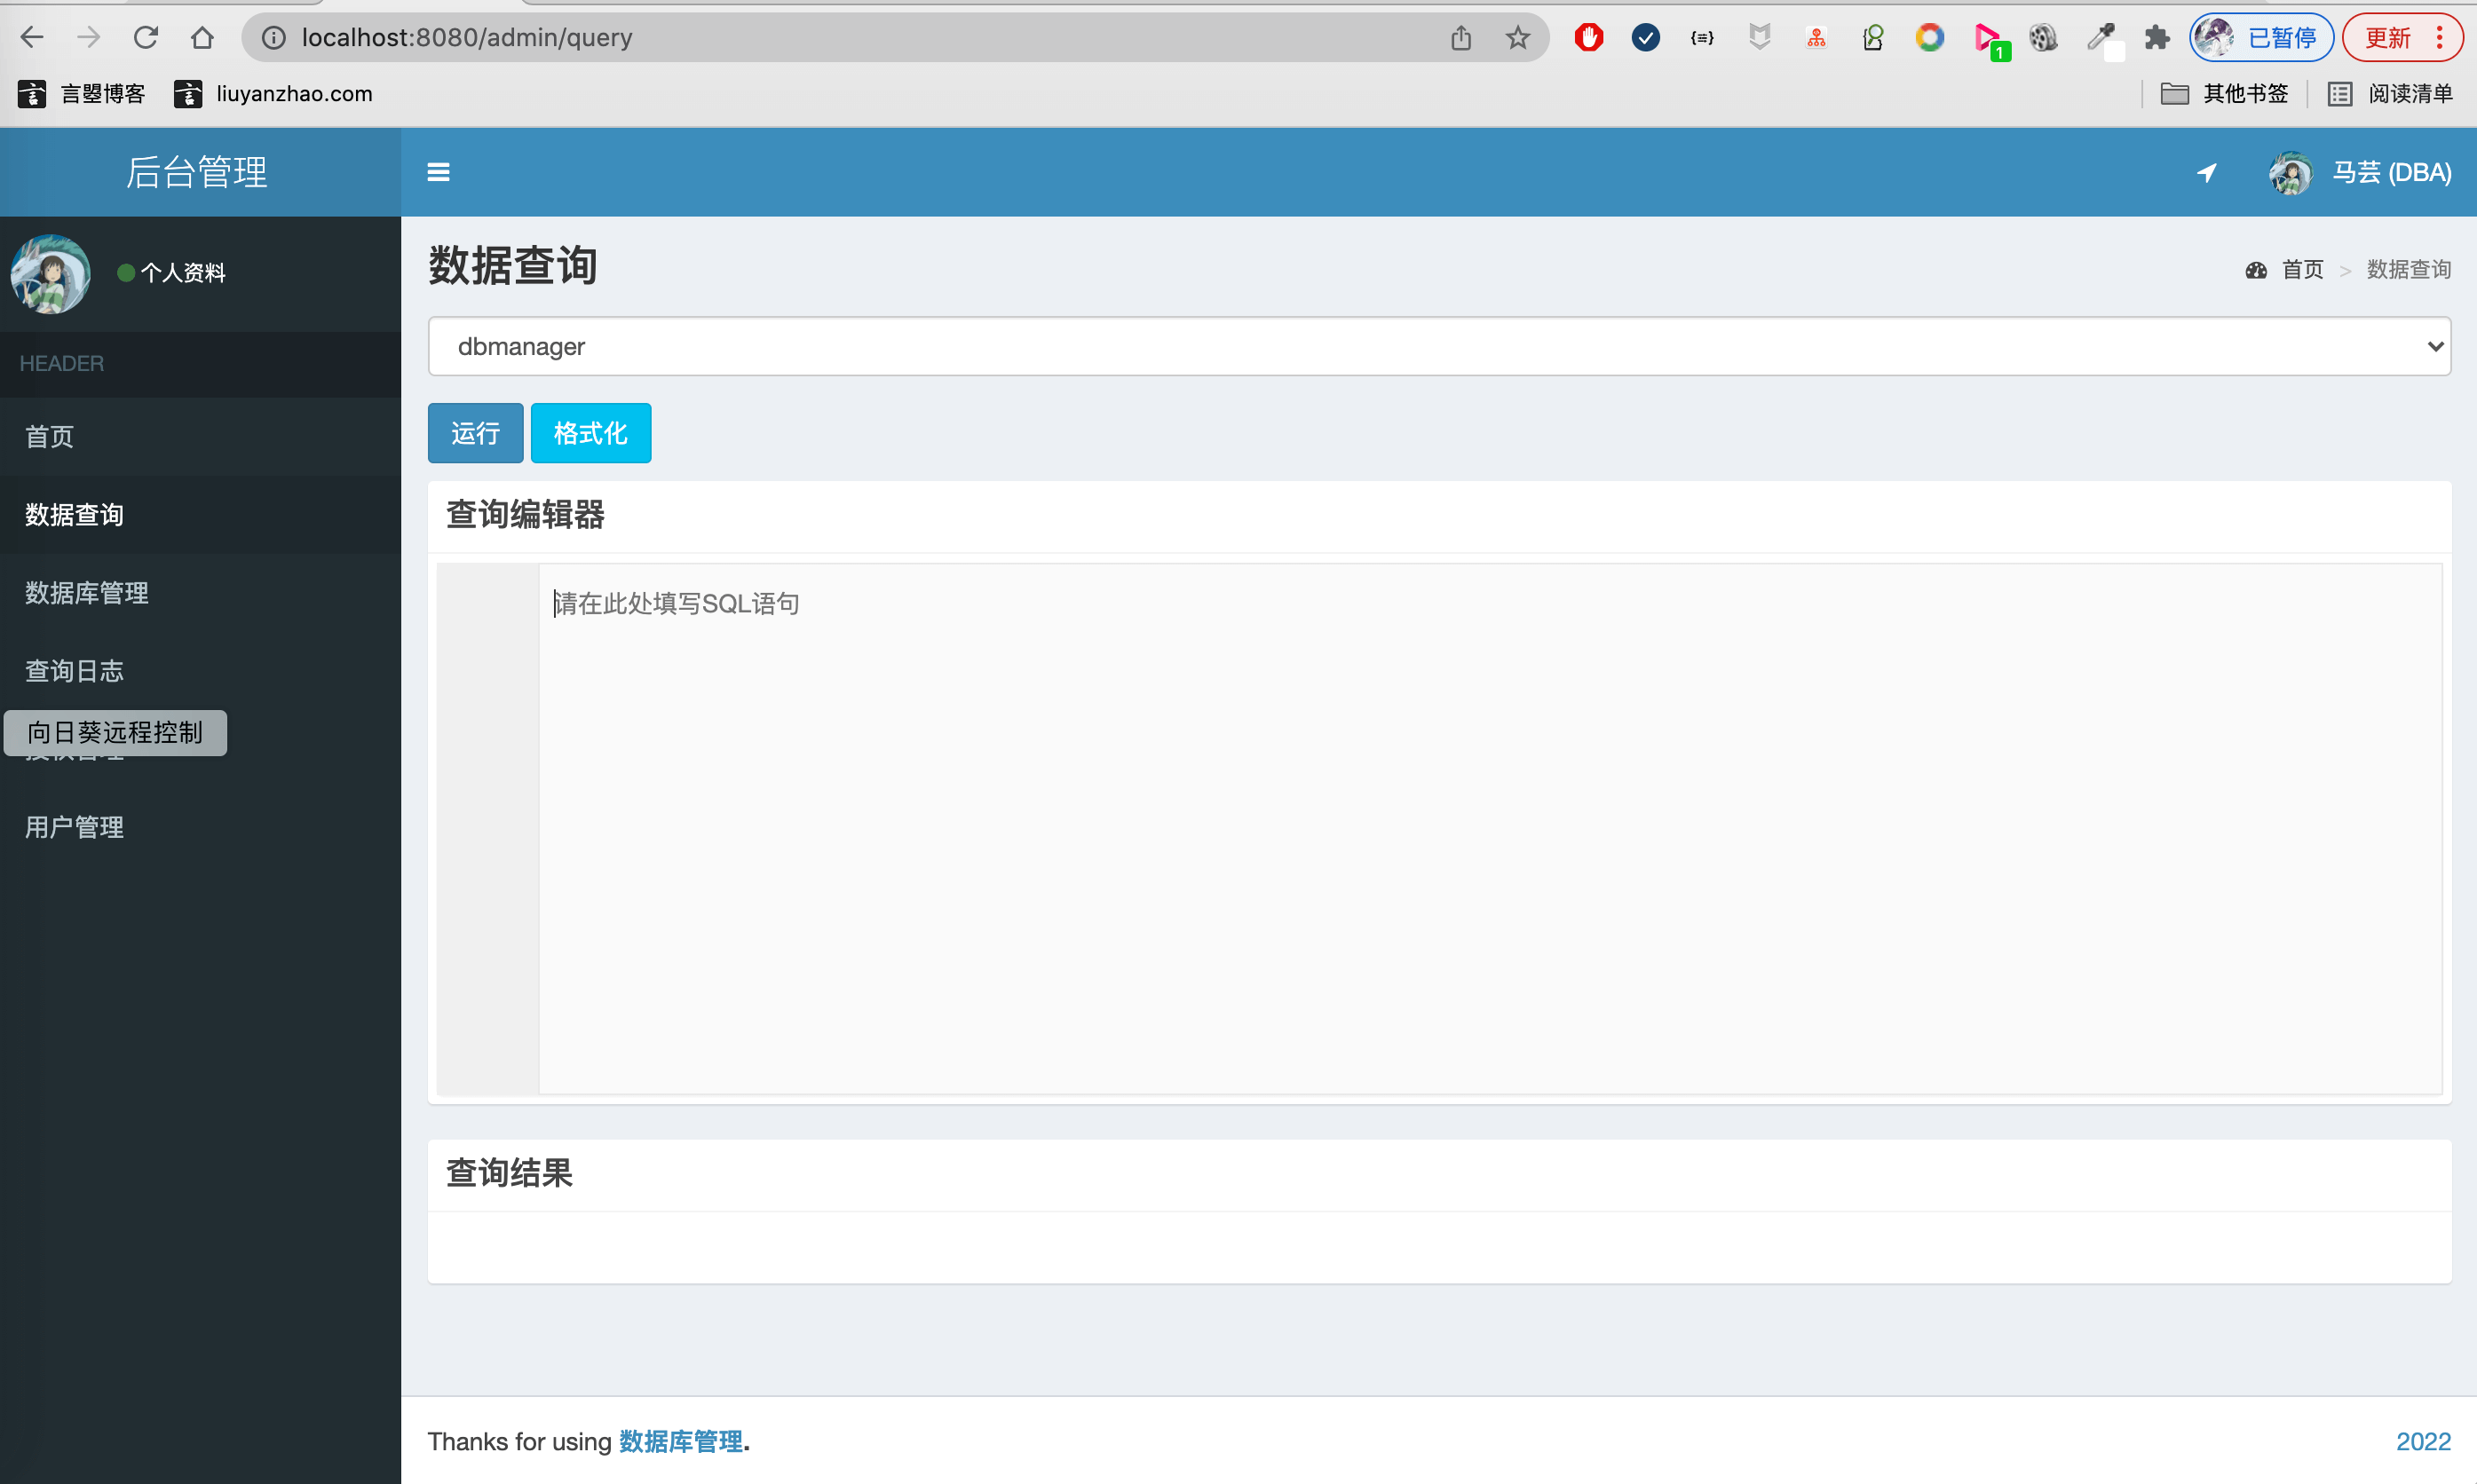 localhost:8080/admin/query
1
已暂停
更新
言曌博客
liuyanzhao.com
其他书签
阅读清单
后台管理
马芸 (DBA)
个人资料
数据查询
首页 > 数据查询
HEADER
dbmanager
首页
运行
格式化
数据查询
查询编辑器
数据库管理
请在此处填写SQL语句
查询日志
向日葵远程控制
用户管理
查询结果
Thanks for using 数据库管理.
2022